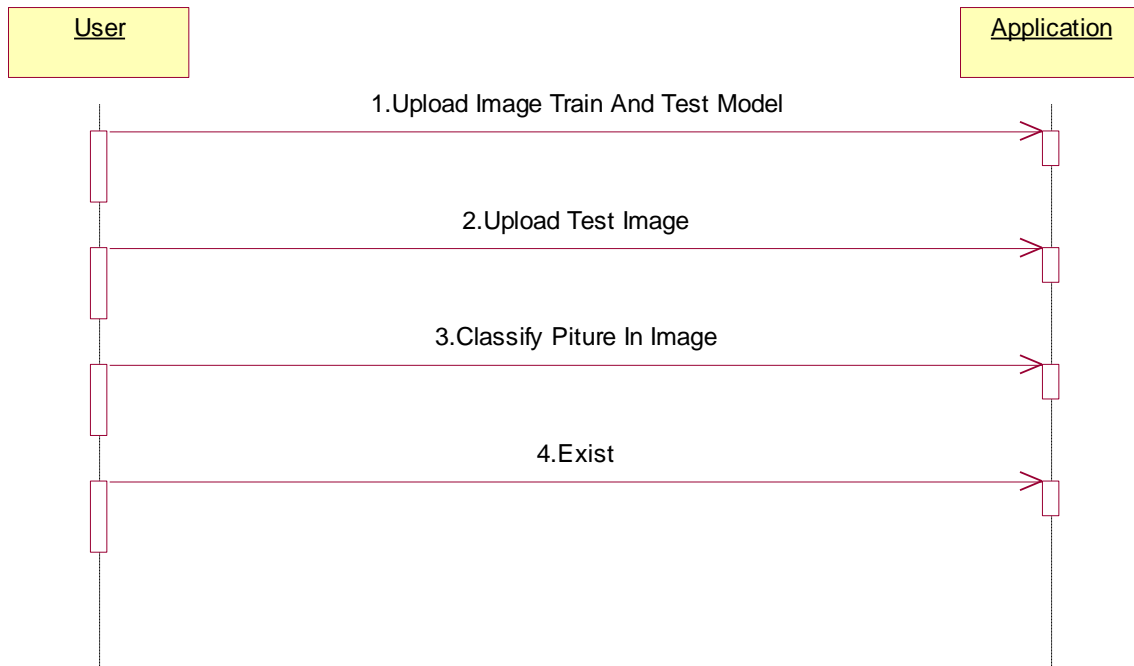 User
Application
1.Upload Image Train And Test Model
2.Upload Test Image
3.Classify Piture In Image
4.Exist